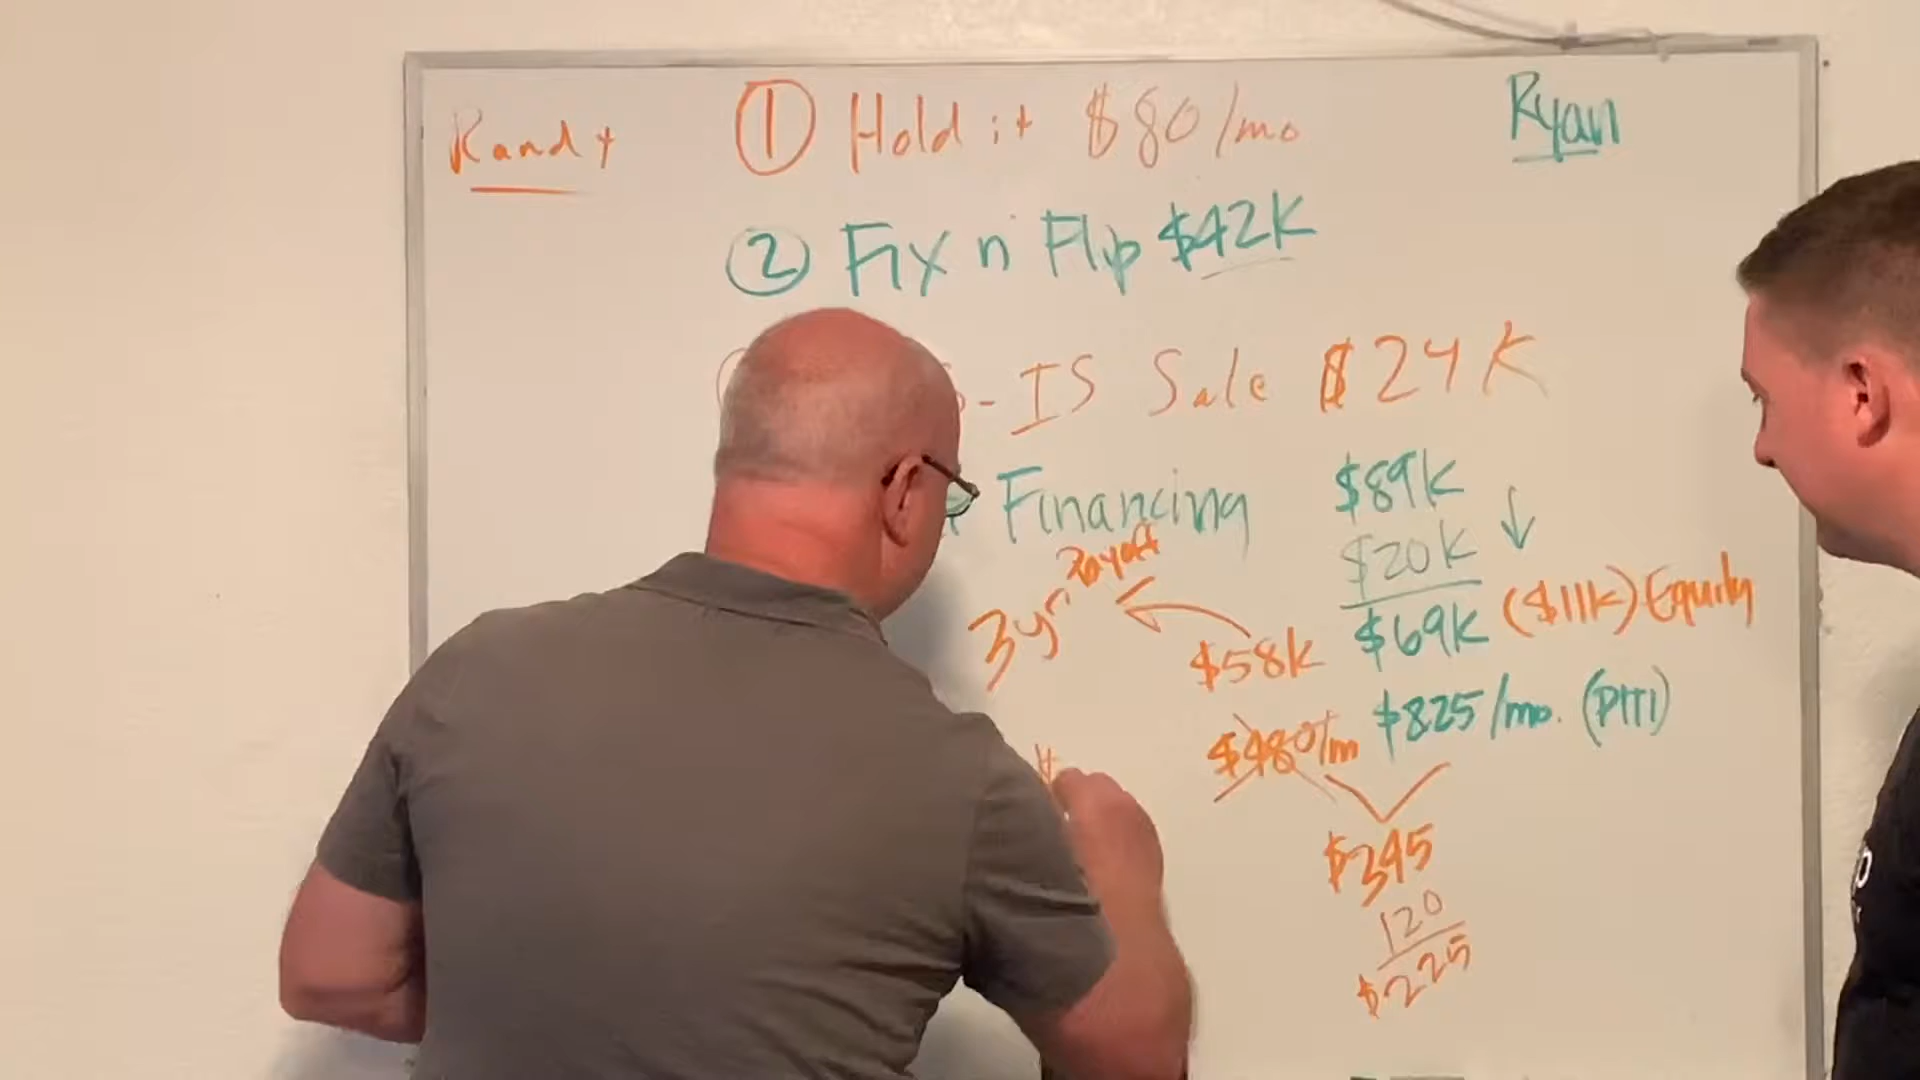 Randy
Ryan
① Hold it $80/mo
② Fix n Flip $42K
-IS Sale $24K
Financing
$89K
$20K
$69K ($11K) Equity
3yr Payoff
$58K
$480/m $825/mo. (PITI)
$345
120
$225